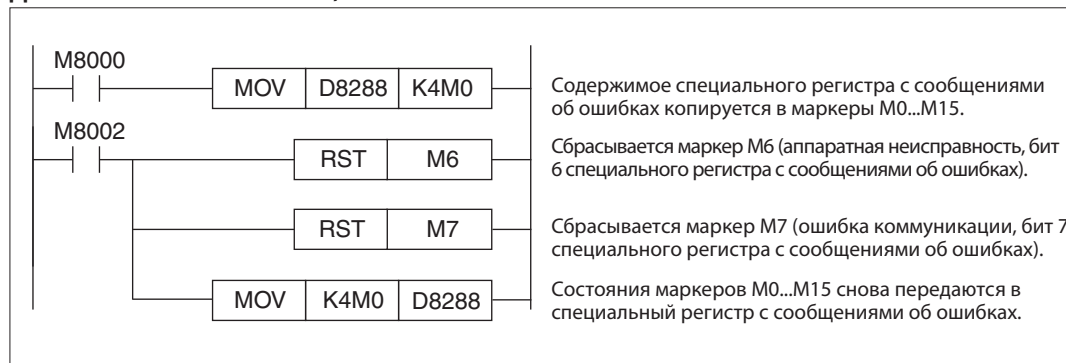 M8000
MOV D8288 K4M0
Содержимое специального регистра с сообщениями
об ошибках копируется в маркеры M0...M15.
M8002
RST M6
Сбрасывается маркер M6 (аппаратная неисправность, бит
6 специального регистра с сообщениями об ошибках).
RST M7
Сбрасывается маркер M7 (ошибка коммуникации, бит 7
специального регистра с сообщениями об ошибках).
MOV K4M0 D8288
Состояния маркеров M0...M15 снова передаются в
специальный регистр с сообщениями об ошибках.